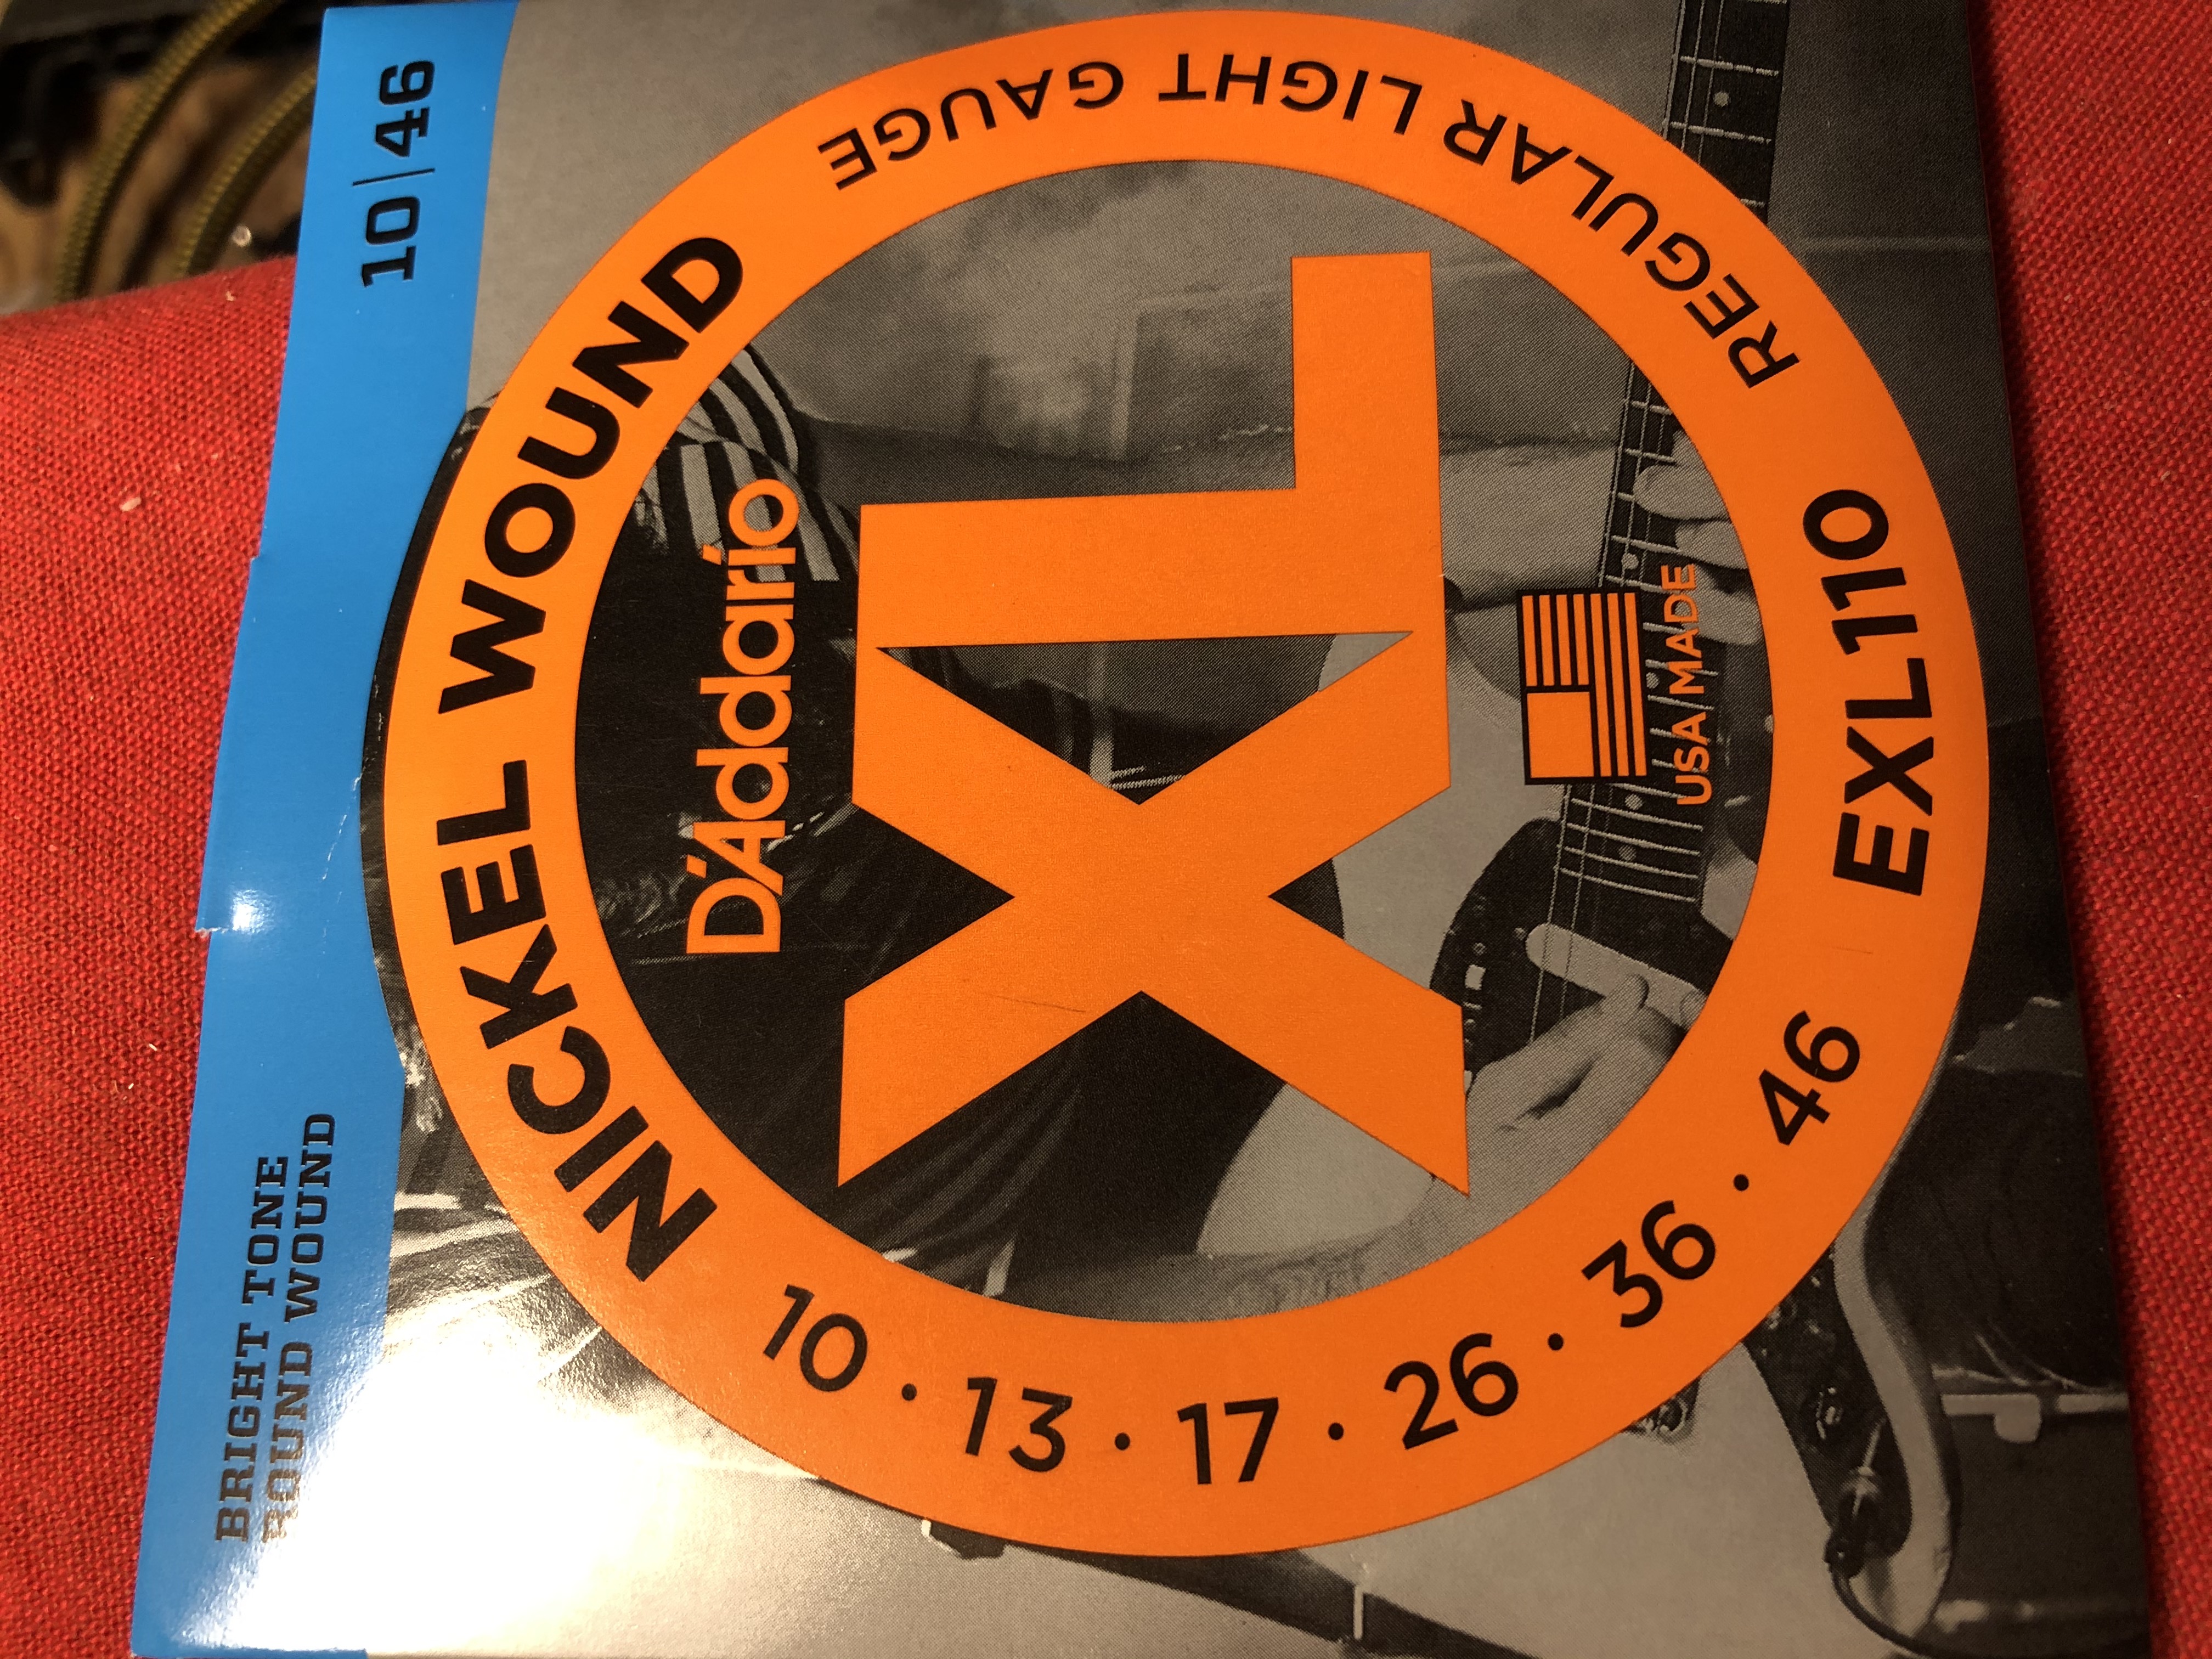 BRIGHT TONE
ROUND WOUND
10|46
NICKEL WOUND
D'Addario
XL
USA MADE
10 · 13 · 17 · 26 · 36 · 46
EXL110
REGULAR LIGHT GAUGE